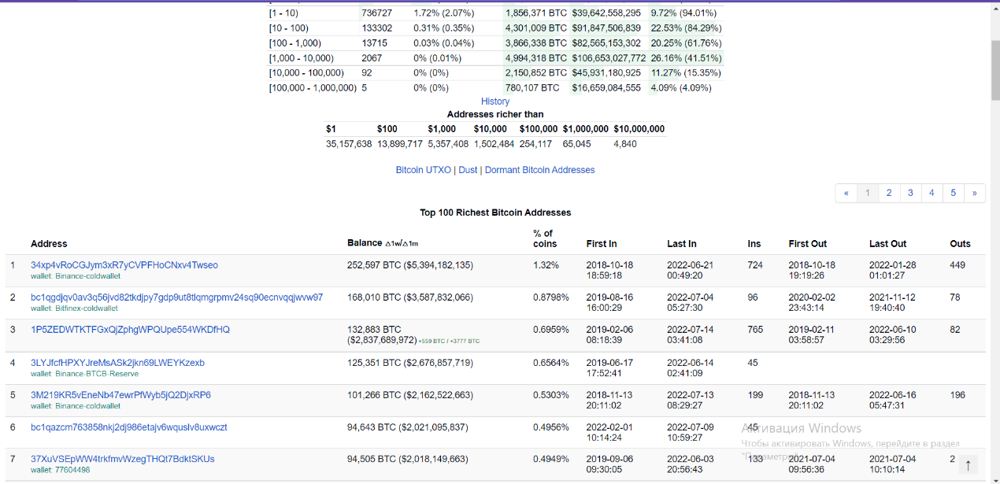 [1 - 10) 736727 1.72% (2.07%) 1,856,371 BTC $39,642,558,295 9.72% (94.01%)
[10 - 100) 133302 0.31% (0.35%) 4,301,009 BTC $91,847,506,839 22.53% (84.29%)
[100 - 1,000) 13715 0.03% (0.04%) 3,866,338 BTC $82,565,153,302 20.25% (61.76%)
[1,000 - 10,000) 2067 0% (0.01%) 4,994,318 BTC $106,653,027,772 26.16% (41.51%)
[10,000 - 100,000) 92 0% (0%) 2,150,852 BTC $45,931,180,925 11.27% (15.35%)
[100,000 - 1,000,000) 5 0% (0%) 780,107 BTC $16,659,084,555 4.09% (4.09%)
History
Addresses richer than
$1 $100 $1,000 $10,000 $100,000 $1,000,000 $10,000,000
35,157,638 13,899,717 5,357,408 1,502,484 254,117 65,045 4,840
Bitcoin UTXO | Dust | Dormant Bitcoin Addresses
« 1 2 3 4 5 »
Top 100 Richest Bitcoin Addresses
Address Balance △1w/△1m % of coins First In Last In Ins First Out Last Out Outs
1 34xp4vRoCGJym3xR7yCVPFHoCNxv4Twseo 252,597 BTC ($5,394,182,135) 1.32% 2018-10-18 2022-06-21 724 2018-10-18 2022-01-28 449
wallet: Binance-coldwallet 18:59:18 00:49:20 19:19:26 01:01:27
2 bc1qgdjqv0av3q56jvd82tkdjpy7gdp9ut8tlqmgrpmv24sq90ecnvqqjwvw97 168,010 BTC ($3,587,832,066) 0.8798% 2019-08-16 2022-07-04 96 2020-02-02 2021-11-12 78
wallet: Bitfinex-coldwallet 16:00:29 05:27:30 23:43:14 19:40:40
3 1P5ZEDWTKTFGxQjZphgWPQUpe554WKDfHQ 132,883 BTC 0.6959% 2019-02-06 2022-07-14 765 2019-02-11 2022-06-10 82
($2,837,689,972) +559 BTC / +3777 BTC 08:18:39 03:41:08 03:58:57 03:29:56
4 3LYJfcfHPXYJreMsASk2jkn69LWEYKzexb 125,351 BTC ($2,676,857,719) 0.6564% 2019-06-17 2022-06-14 45
wallet: Binance-BTCB-Reserve 17:52:41 02:41:09
5 3M219KR5vEneNb47ewrPfWyb5jQ2DjxRP6 101,266 BTC ($2,162,522,663) 0.5303% 2018-11-13 2022-07-13 199 2018-11-13 2022-06-16 196
wallet: Binance-coldwallet 20:11:02 08:29:27 20:11:02 05:47:31
6 bc1qazcm763858nkj2dj986etajv6wquslv8uxwczt 94,643 BTC ($2,021,095,837) 0.4956% 2022-02-01 2022-07-09 45
10:14:24 10:59:27
Активация Windows
Чтобы активировать Windows, перейдите в раздел
"Параметры".
7 37XuVSEpWW4trkfmvWzegTHQt7BdktSKUs 94,505 BTC ($2,018,149,663) 0.4949% 2019-09-06 2022-06-03 133 2021-07-04 2021-07-04 2
wallet: 77604498 09:30:05 20:56:43 09:56:36 10:10:14
↑